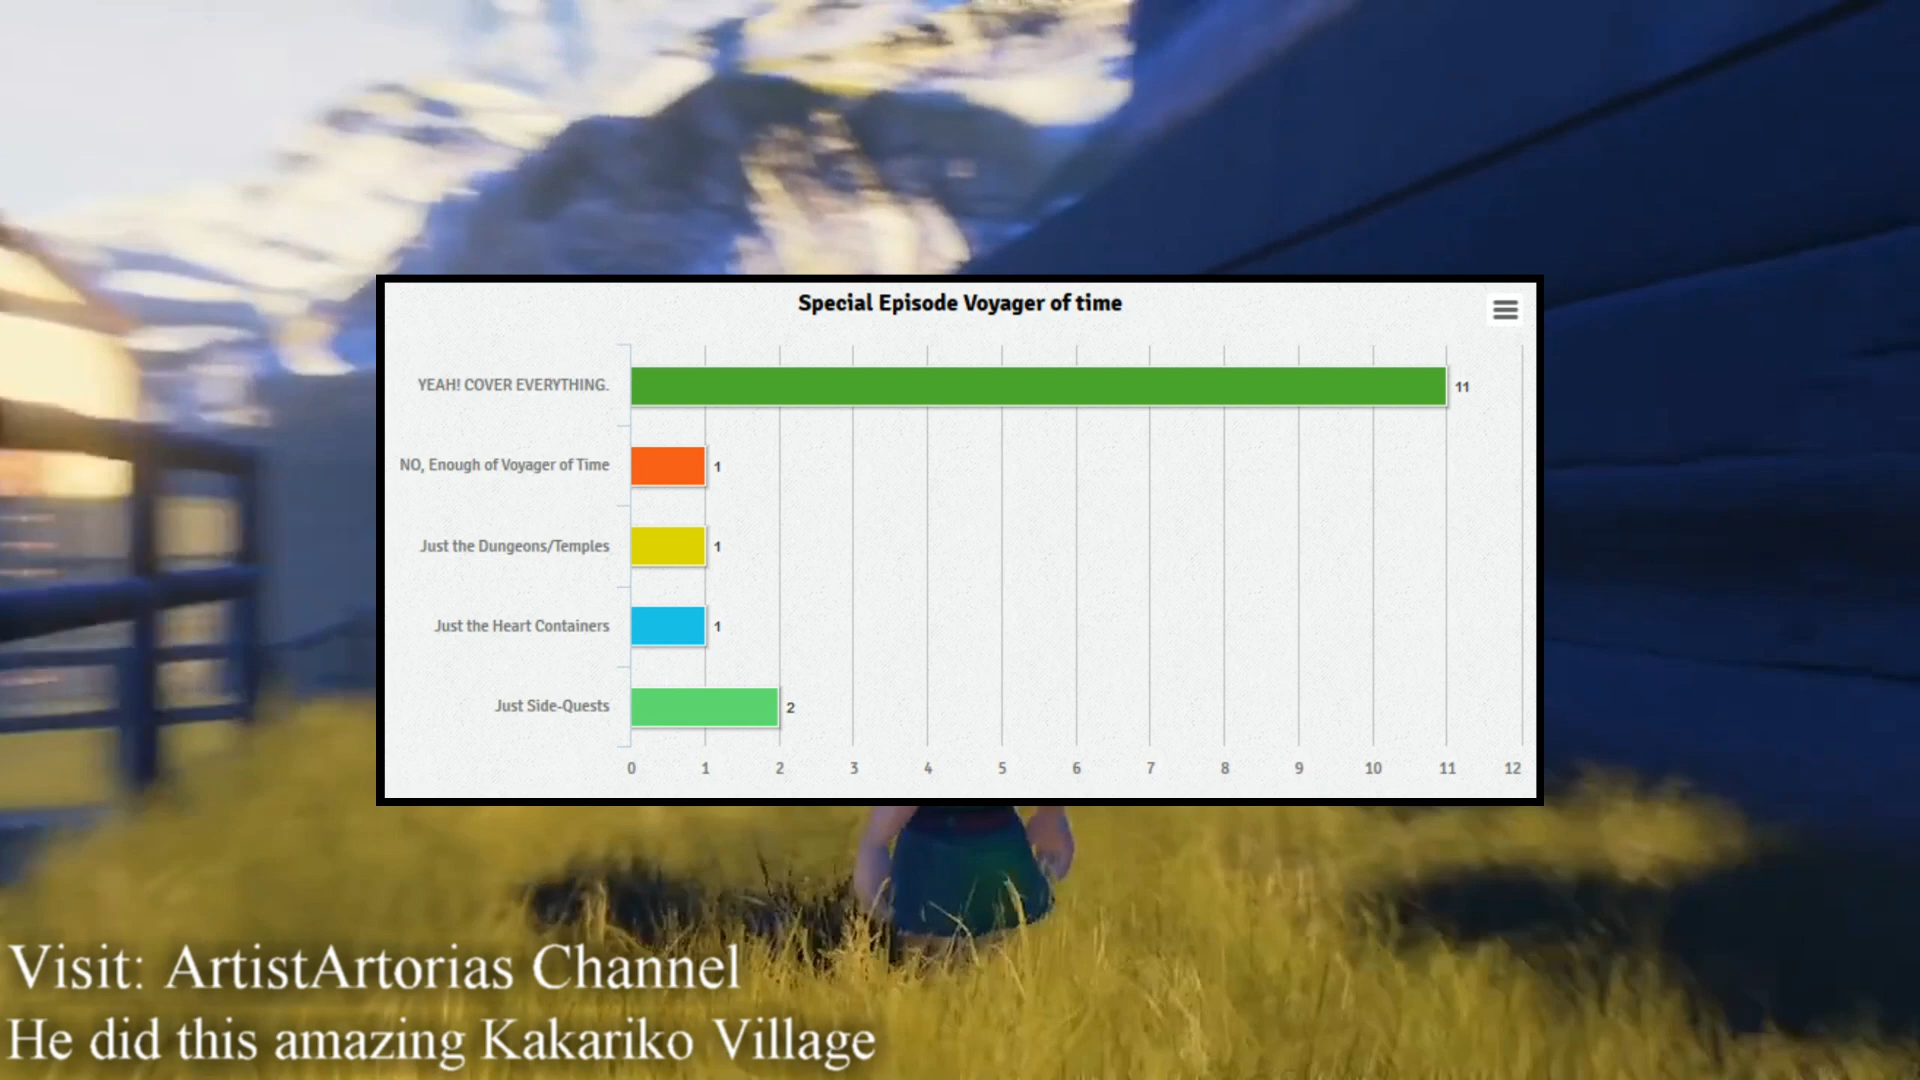 Special Episode Voyager of time
YEAH! COVER EVERYTHING.
11
NO, Enough of Voyager of Time
1
Just the Dungeons/Temples
1
Just the Heart Containers
1
Just Side-Quests
2
0 1 2 3 4 5 6 7 8 9 10 11 12
Visit: ArtistArtorias Channel
He did this amazing Kakariko Village